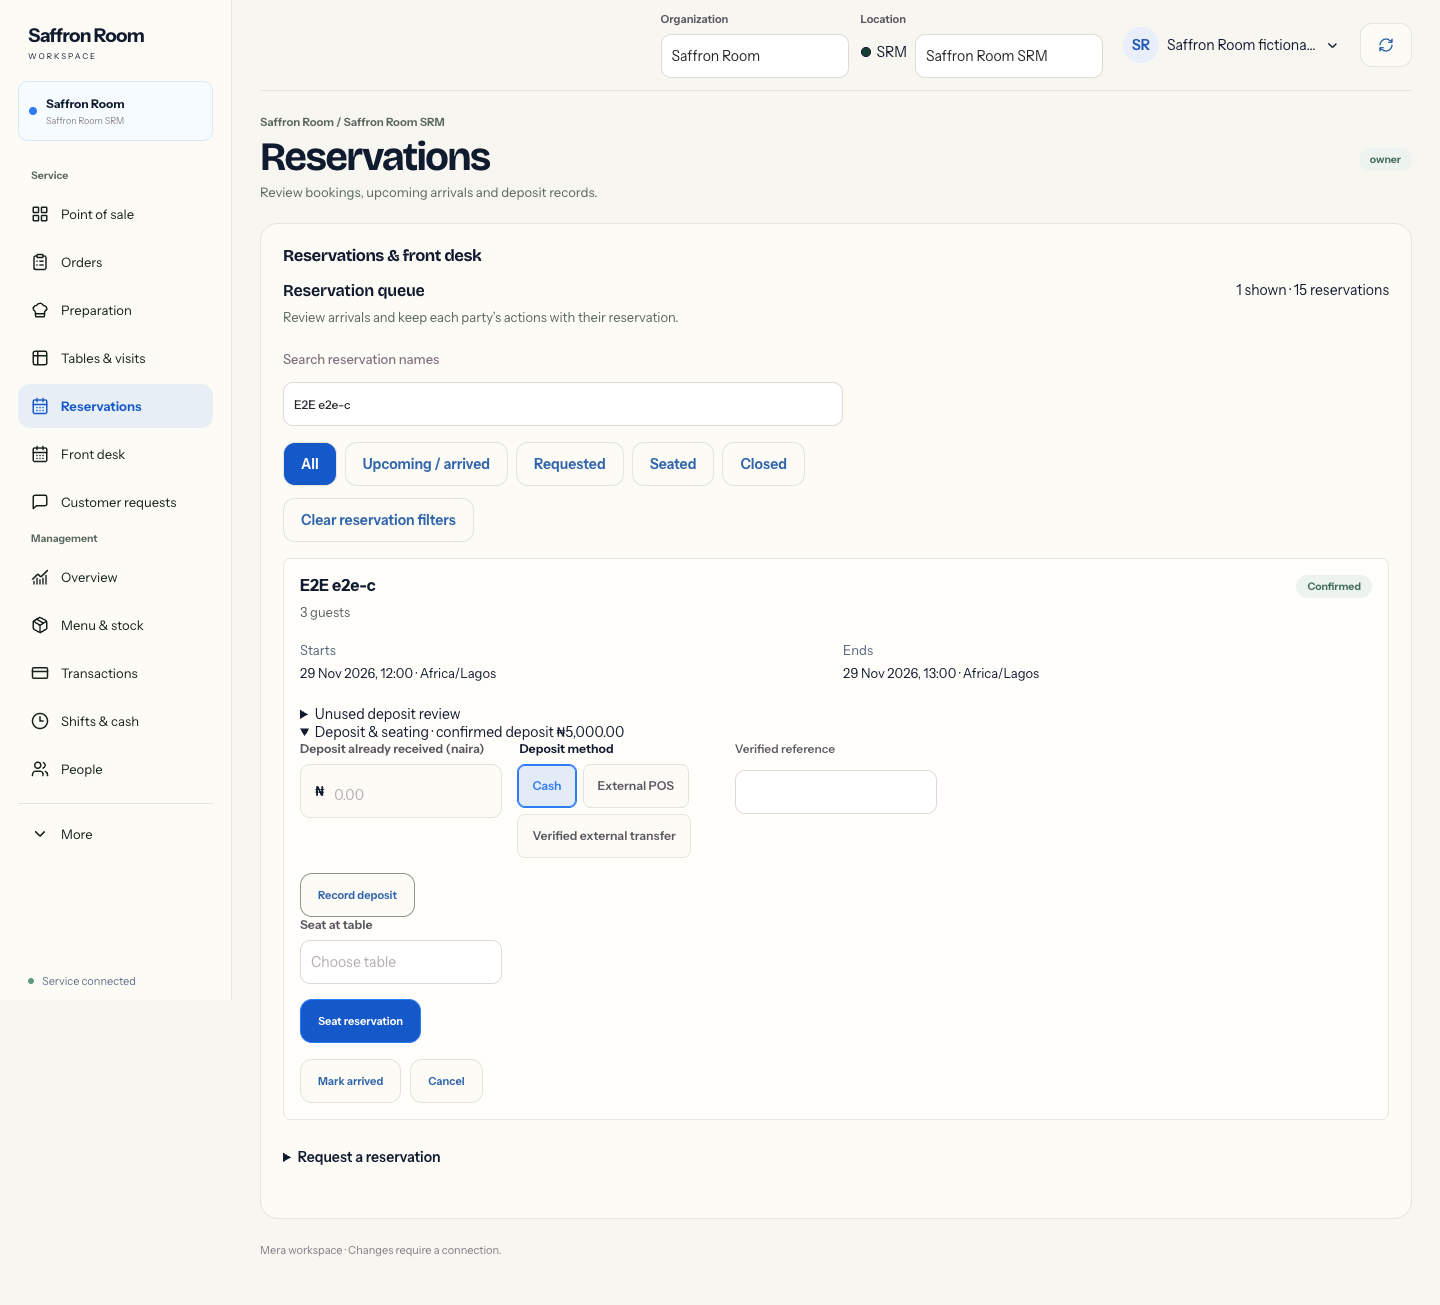 Saffron Room
WORKSPACE
Saffron Room
Saffron Room SRM
Service
Point of sale
Orders
Preparation
Tables & visits
Reservations
Front desk
Customer requests
Management
Overview
Menu & stock
Transactions
Shifts & cash
People
More
Service connected
Organization
Saffron Room
Location
SRM
Saffron Room SRM
SR
Saffron Room fictiona...
Saffron Room / Saffron Room SRM
Reservations
owner
Review bookings, upcoming arrivals and deposit records.
Reservations & front desk
Reservation queue
1 shown · 15 reservations
Review arrivals and keep each party's actions with their reservation.
Search reservation names
E2E e2e-c
All
Upcoming / arrived
Requested
Seated
Closed
Clear reservation filters
E2E e2e-c
Confirmed
3 guests
Starts
29 Nov 2026, 12:00 · Africa/Lagos
Ends
29 Nov 2026, 13:00 · Africa/Lagos
Unused deposit review
Deposit & seating · confirmed deposit ₦5,000.00
Deposit already received (naira)
₦ 0.00
Deposit method
Cash
External POS
Verified external transfer
Verified reference
Record deposit
Seat at table
Choose table
Seat reservation
Mark arrived
Cancel
Request a reservation
Mera workspace · Changes require a connection.